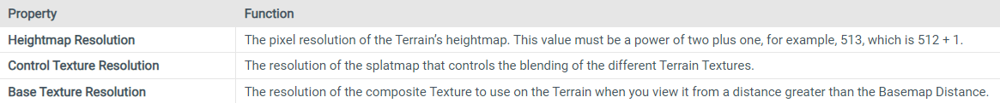 Property Function
Heightmap Resolution The pixel resolution of the Terrain’s heightmap. This value must be a power of two plus one, for example, 513, which is 512 + 1.
Control Texture Resolution The resolution of the splatmap that controls the blending of the different Terrain Textures.
Base Texture Resolution The resolution of the composite Texture to use on the Terrain when you view it from a distance greater than the Basemap Distance.